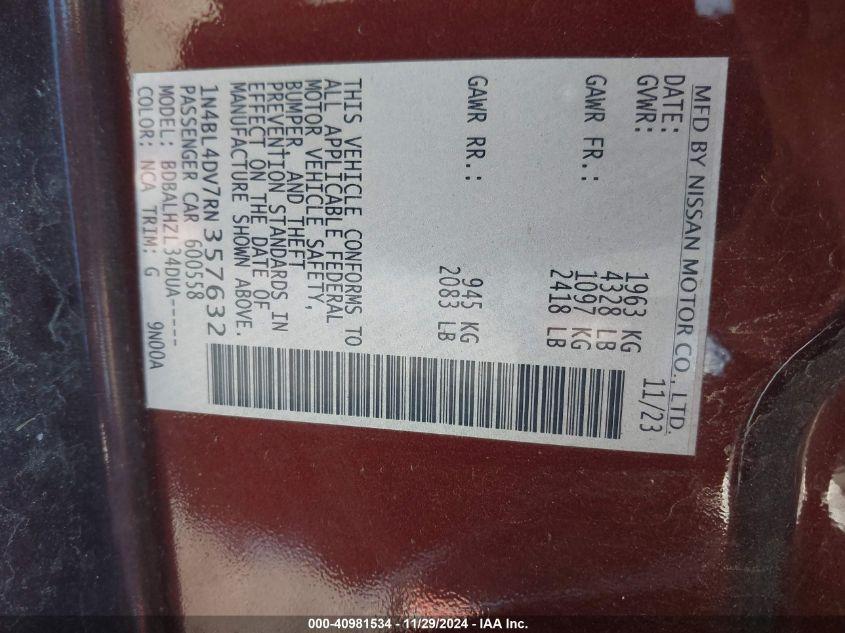 MFD BY NISSAN MOTOR CO., LTD.
DATE: 11/23
GVWR: 1963 KG
4328 LB
GAWR FR.: 1097 KG
2418 LB
GAWR RR.: 945 KG
2083 LB
THIS VEHICLE CONFORMS TO
ALL APPLICABLE FEDERAL
MOTOR VEHICLE SAFETY,
BUMPER AND THEFT
PREVENTION STANDARDS IN
EFFECT ON THE DATE OF
MANUFACTURE SHOWN ABOVE.
1N4BL4DV7RN357632
PASSENGER CAR 600558
MODEL: BDBALHZL34DUA-----
COLOR: NCA TRIM: G 9N00A
000-40981534 - 11/29/2024 - IAA Inc.